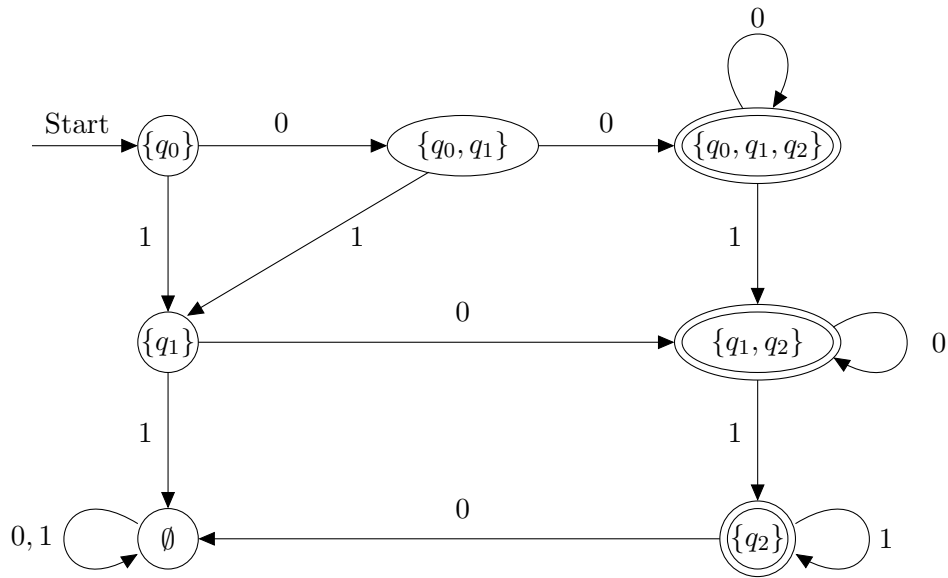 0
Start
0
0
{q₀}
{q₀, q₁}
{q₀, q₁, q₂}
1
1
1
0
{q₁}
{q₁, q₂}
0
1
1
0
0, 1
∅
{q₂}
1